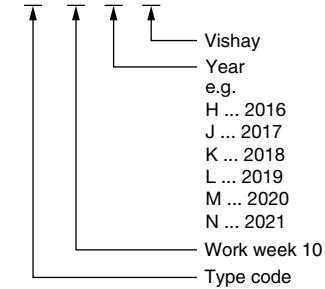 Vishay
Year
e.g.
H ... 2016
J ... 2017
K ... 2018
L ... 2019
M ... 2020
N ... 2021
Work week 10
Type code